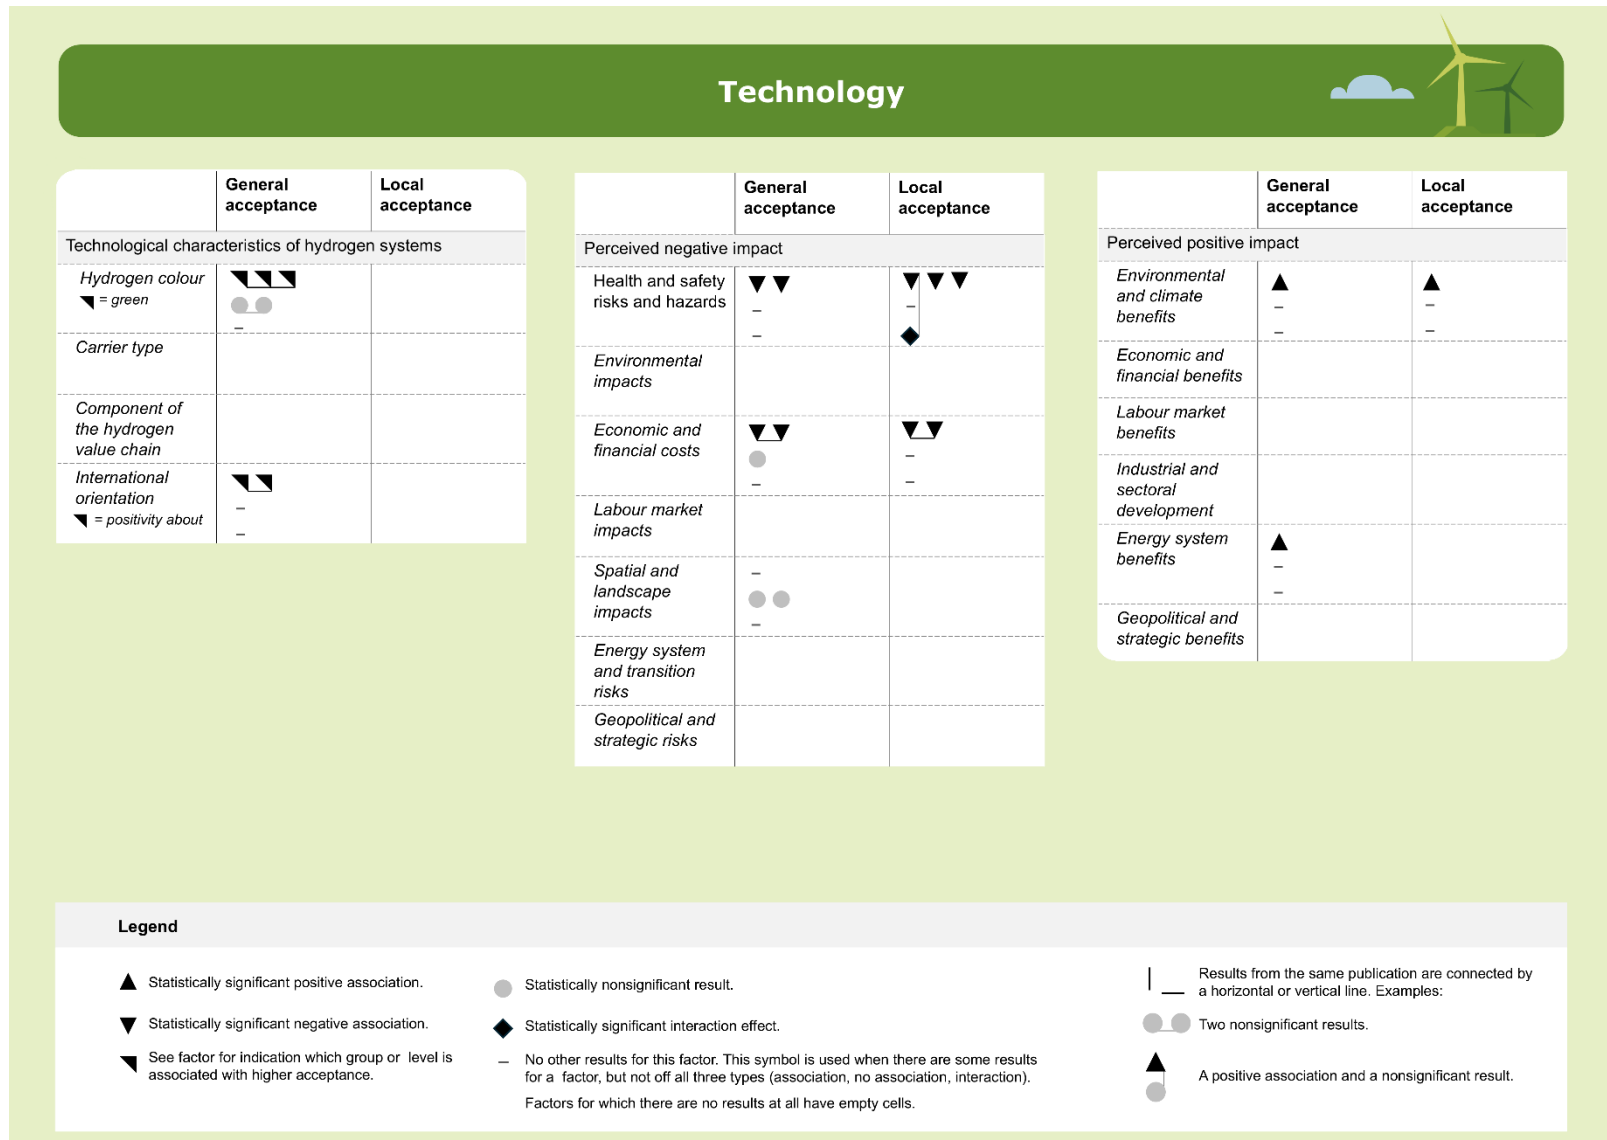 Technology
General
acceptance
Local
acceptance
Technological characteristics of hydrogen systems
Hydrogen colour
= green
–
Carrier type
Component of
the hydrogen
value chain
International
orientation
= positivity about
–
–
General
acceptance
Local
acceptance
Perceived negative impact
Health and safety
risks and hazards
–
–
–
Environmental
impacts
Economic and
financial costs
–
–
–
Labour market
impacts
Spatial and
landscape
impacts
–
–
Energy system
and transition
risks
Geopolitical and
strategic risks
General
acceptance
Local
acceptance
Perceived positive impact
Environmental
and climate
benefits
–
–
–
–
Economic and
financial benefits
Labour market
benefits
Industrial and
sectoral
development
Energy system
benefits
–
–
Geopolitical and
strategic benefits
Legend
Statistically significant positive association.
Statistically significant negative association.
See factor for indication which group or level is
associated with higher acceptance.
Statistically nonsignificant result.
Statistically significant interaction effect.
– No other results for this factor. This symbol is used when there are some results
for a factor, but not off all three types (association, no association, interaction).
Factors for which there are no results at all have empty cells.
Results from the same publication are connected by
a horizontal or vertical line. Examples:
Two nonsignificant results.
A positive association and a nonsignificant result.